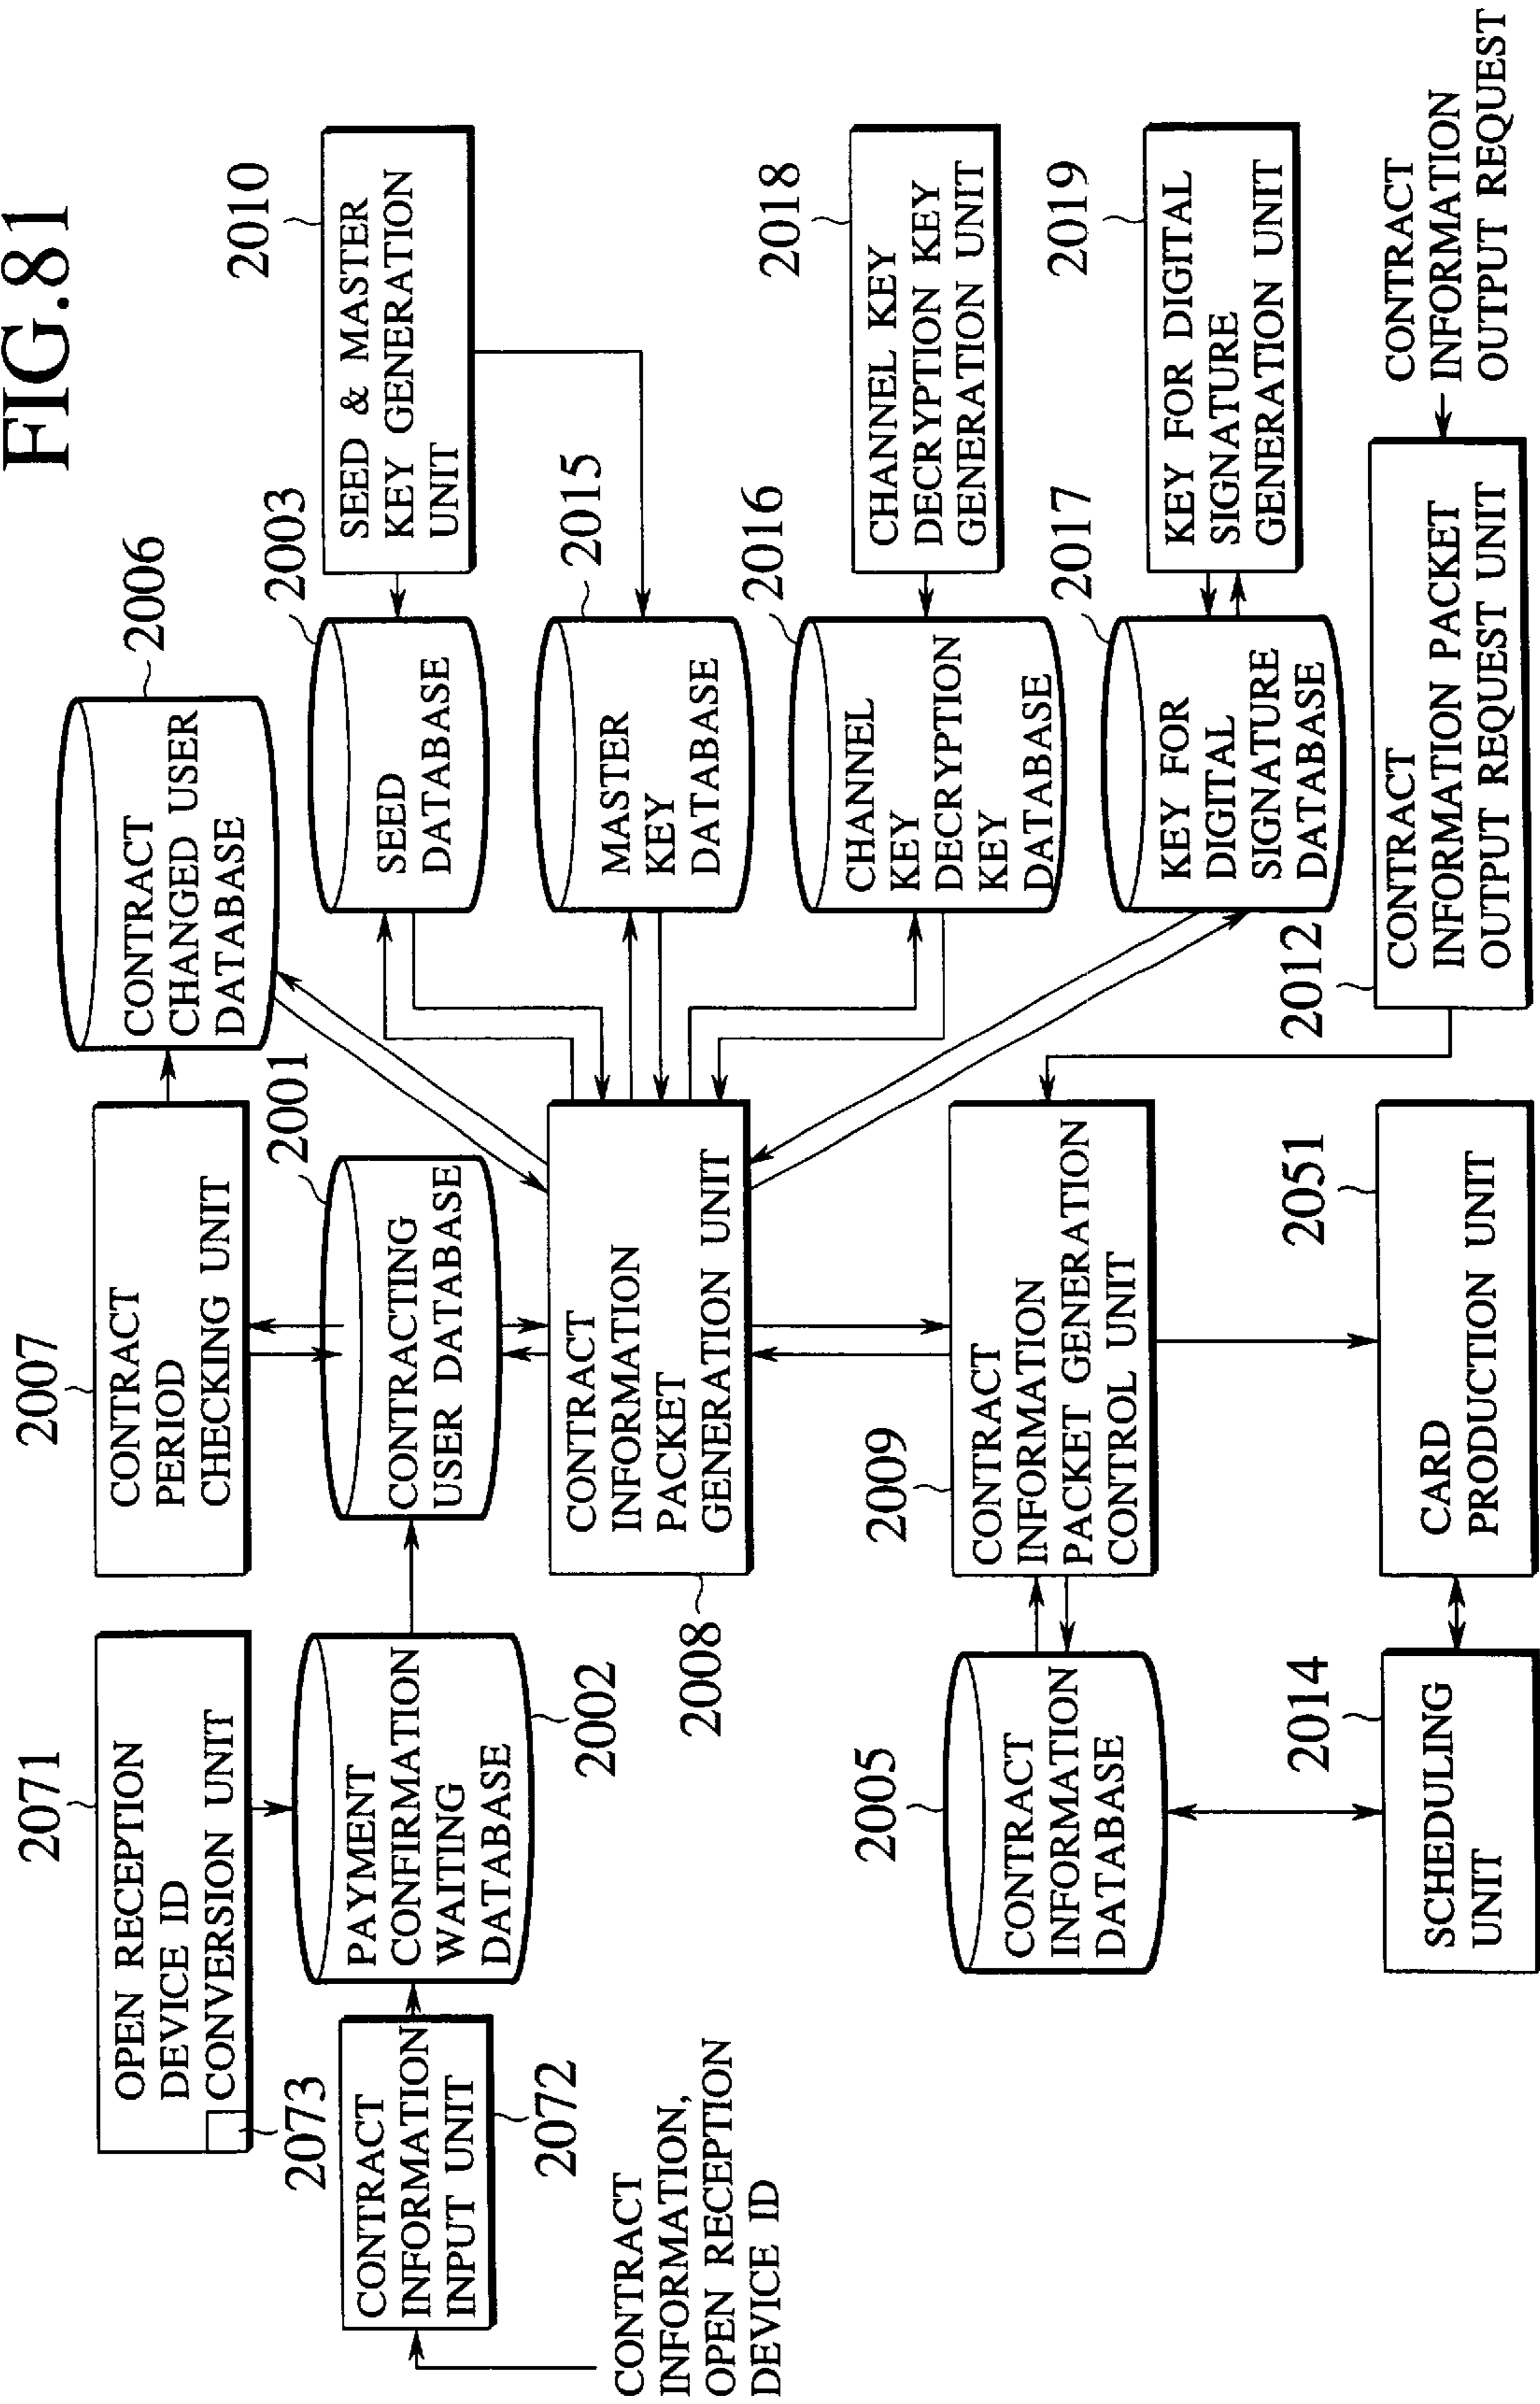 FIG.81
2071
OPEN RECEPTION
DEVICE ID
CONVERSION UNIT
2073
2007
CONTRACT
PERIOD
CHECKING UNIT
2006
CONTRACT
CHANGED USER
DATABASE
2010
SEED & MASTER
KEY GENERATION
UNIT
CONTRACT
INFORMATION
INPUT UNIT
2072
CONTRACT
INFORMATION,
OPEN RECEPTION
DEVICE ID
PAYMENT
CONFIRMATION
WAITING
DATABASE
2002
2001
CONTRACTING
USER DATABASE
2003
SEED
DATABASE
2015
MASTER
KEY
DATABASE
CONTRACT
INFORMATION
PACKET
GENERATION UNIT
2008
2016
CHANNEL
KEY
DECRYPTION
KEY
DATABASE
2018
CHANNEL KEY
DECRYPTION KEY
GENERATION UNIT
2017
KEY FOR
DIGITAL
SIGNATURE
DATABASE
2019
KEY FOR DIGITAL
SIGNATURE
GENERATION UNIT
2005
CONTRACT
INFORMATION
DATABASE
2009
CONTRACT
INFORMATION
PACKET GENERATION
CONTROL UNIT
2012
CONTRACT
INFORMATION PACKET
OUTPUT REQUEST UNIT
CONTRACT
INFORMATION
OUTPUT REQUEST
2014
SCHEDULING
UNIT
2051
CARD
PRODUCTION UNIT